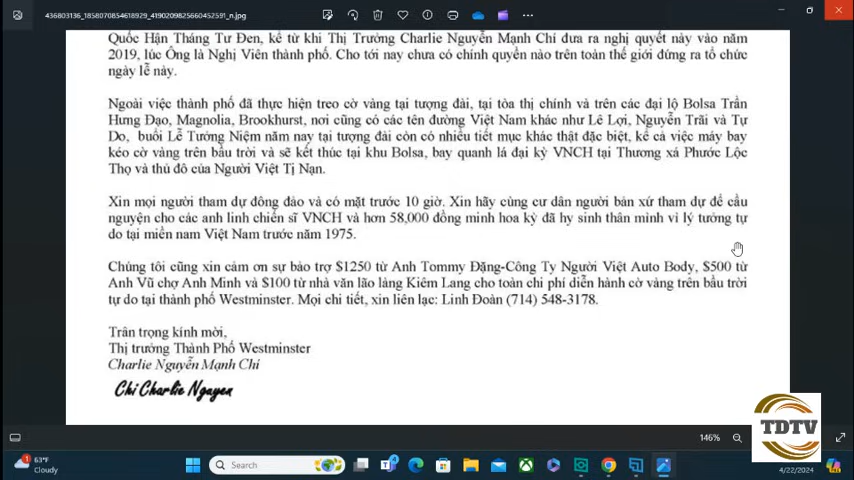 436803136_1858070854618929_4190209825660452591_n.jpg
Quốc Hận Tháng Tư Đen, kể từ khi Thị Trưởng Charlie Nguyễn Mạnh Chí đưa ra nghị quyết này vào năm
2019, lúc Ông là Nghị Viên thành phố. Cho tới nay chưa có chính quyền nào trên toàn thế giới đứng ra tổ chức
ngày lễ này.
Ngoài việc thành phố đã thực hiện treo cờ vàng tại tượng đài, tại tòa thị chính và trên các đại lộ Bolsa Trần
Hưng Đạo, Magnolia, Brookhurst, nơi cũng có các tên đường Việt Nam khác như Lê Lợi, Nguyễn Trãi và Tự
Do, buổi Lễ Tưởng Niệm năm nay tại tượng đài còn có nhiều tiết mục khác thật đặc biệt, kể cả việc máy bay
kéo cờ vàng trên bầu trời và sẽ kết thúc tại khu Bolsa, bay quanh lá đại kỳ VNCH tại Thương xá Phước Lộc
Thọ và thủ đô của Người Việt Tị Nạn.
Xin mọi người tham dự đông đảo và có mặt trước 10 giờ. Xin hãy cùng cư dân người bản xứ tham dự để cầu
nguyện cho các anh linh chiến sĩ VNCH và hơn 58,000 đồng minh hoa kỳ đã hy sinh thân mình vì lý tưởng tự
do tại miền nam Việt Nam trước năm 1975.
Chúng tôi cũng xin cảm ơn sự bảo trợ $1250 từ Anh Tommy Đặng-Công Ty Người Việt Auto Body, $500 từ
Anh Vũ chợ Anh Minh và $100 từ nhà văn lão làng Kiêm Lang cho toàn chi phí diễn hành cờ vàng trên bầu trời
tự do tại thành phố Westminster. Mọi chi tiết, xin liên lạc: Linh Đoàn (714) 548-3178.
Trân trọng kính mời,
Thị trưởng Thành Phố Westminster
Charlie Nguyễn Mạnh Chí
Chi Charlie Nguyen
TDTV
146%
1
63°F
Cloudy
Search
4
4/22/2024